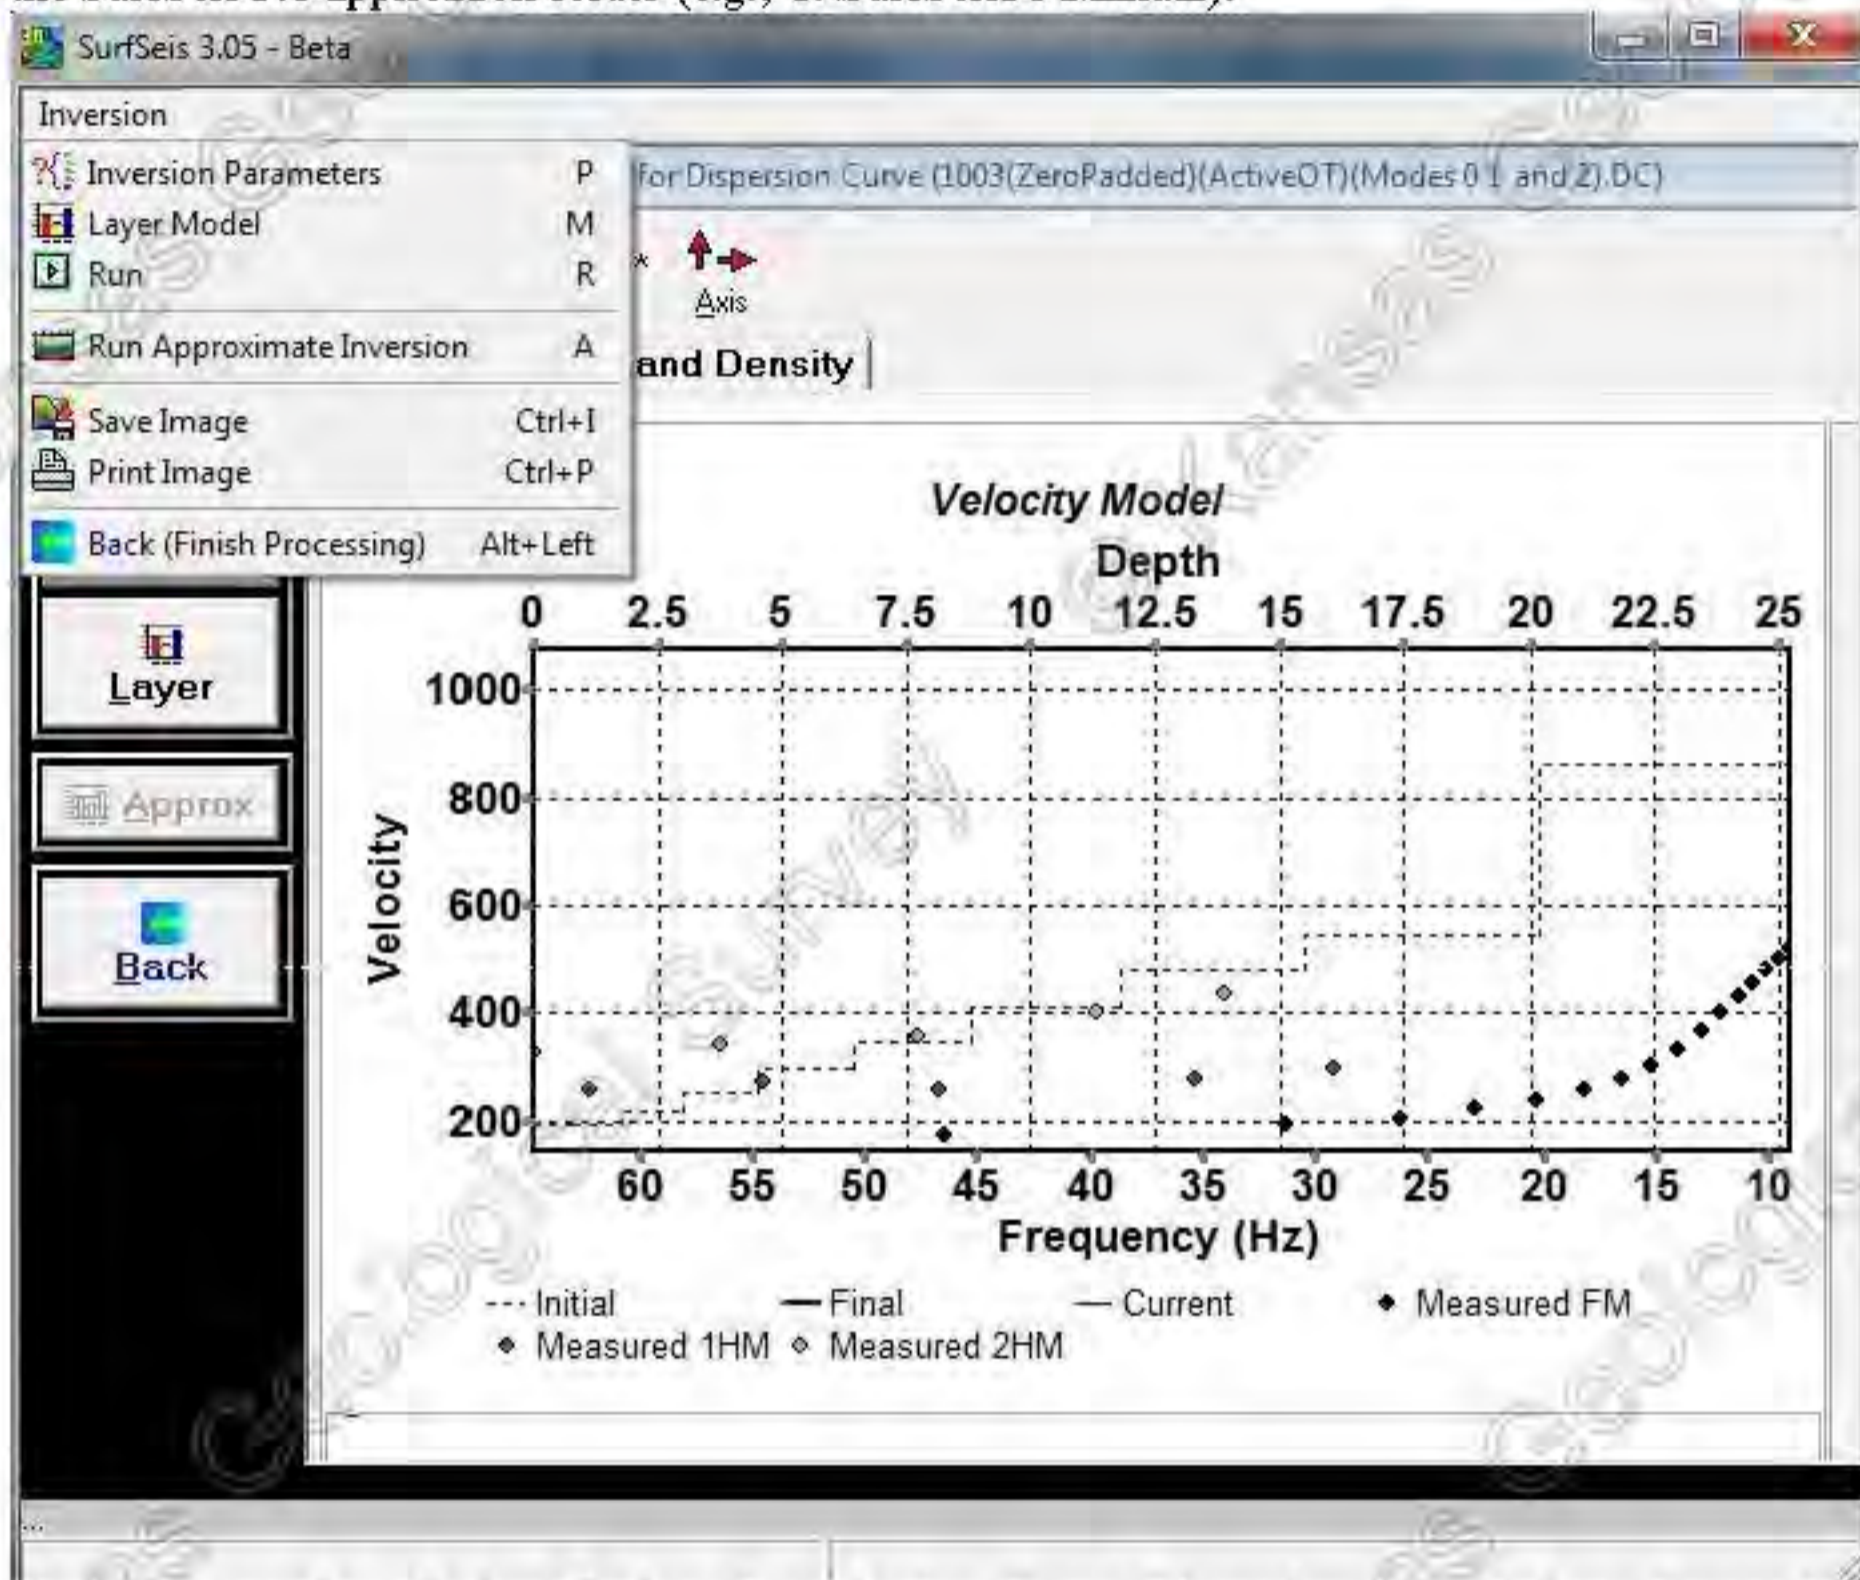 SurfSeis 3.05 - Beta
Inversion
Inversion Parameters P
for Dispersion Curve (1003(ZeroPadded)(ActiveOT)(Modes 0 1 and 2).DC)
Layer Model M
Run R
Axis
Run Approximate Inversion A
and Density
Save Image Ctrl+I
Print Image Ctrl+P
Back (Finish Processing) Alt+Left
Velocity Model
Depth
0 2.5 5 7.5 10 12.5 15 17.5 20 22.5 25
Layer
Approx
Back
Velocity
1000
800
600
400
200
60 55 50 45 40 35 30 25 20 15 10
Frequency (Hz)
Initial Final Current Measured FM
Measured 1HM Measured 2HM
...
Kansas
Survey